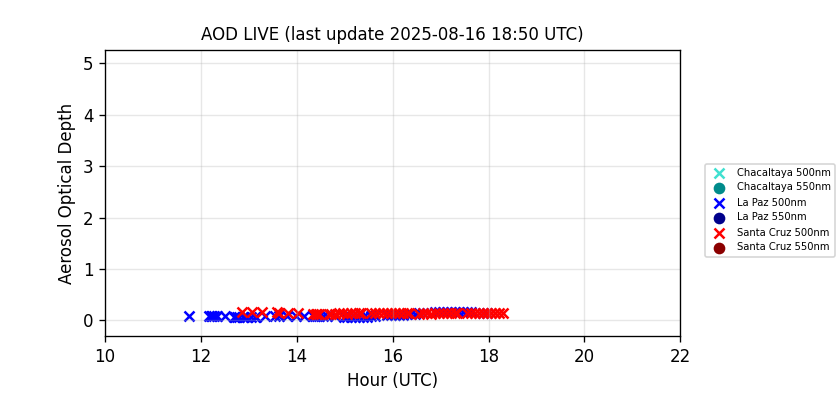 AOD LIVE (last update 2025-08-16 18:50 UTC)
5
4
3
2
1
0
Aerosol Optical Depth
10 12 14 16 18 20 22
Hour (UTC)
Chacaltaya 500nm
Chacaltaya 550nm
La Paz 500nm
La Paz 550nm
Santa Cruz 500nm
Santa Cruz 550nm